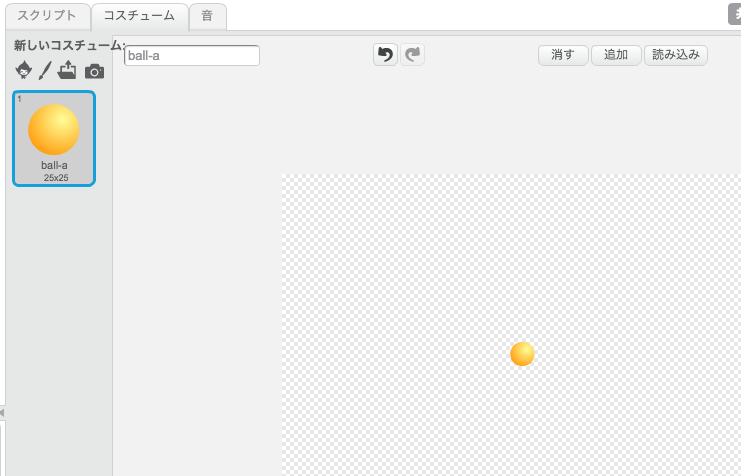 スクリプト コスチューム 音
新しいコスチューム:
ball-a
消す 追加 読み込み
1
ball-a
25x25